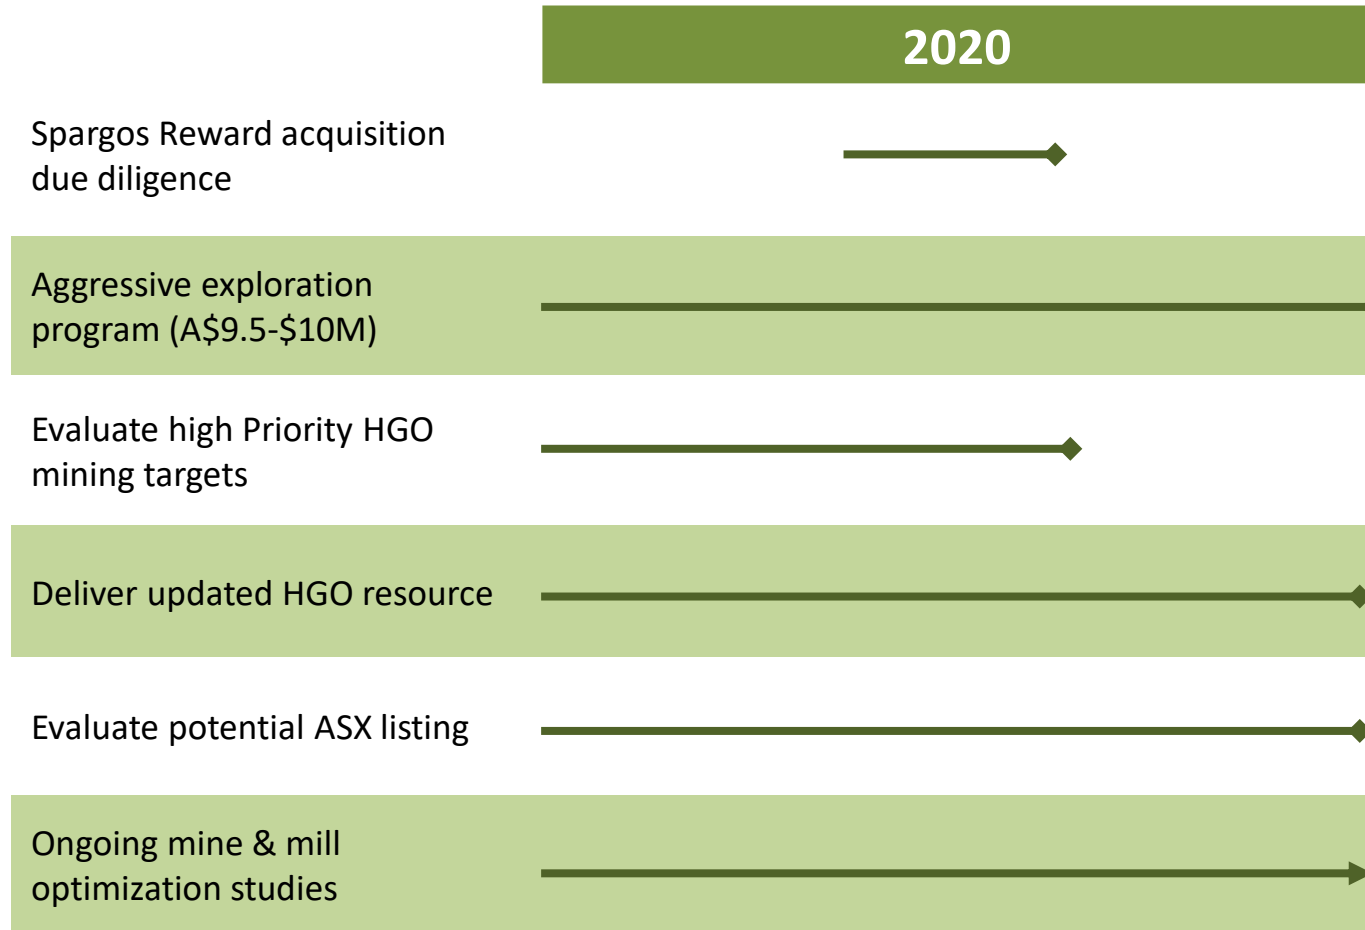 2020
Spargos Reward acquisition
due diligence
Aggressive exploration
program (A$9.5-$10M)
Evaluate high Priority HGO
mining targets
Deliver updated HGO resource
Evaluate potential ASX listing
Ongoing mine & mill
optimization studies